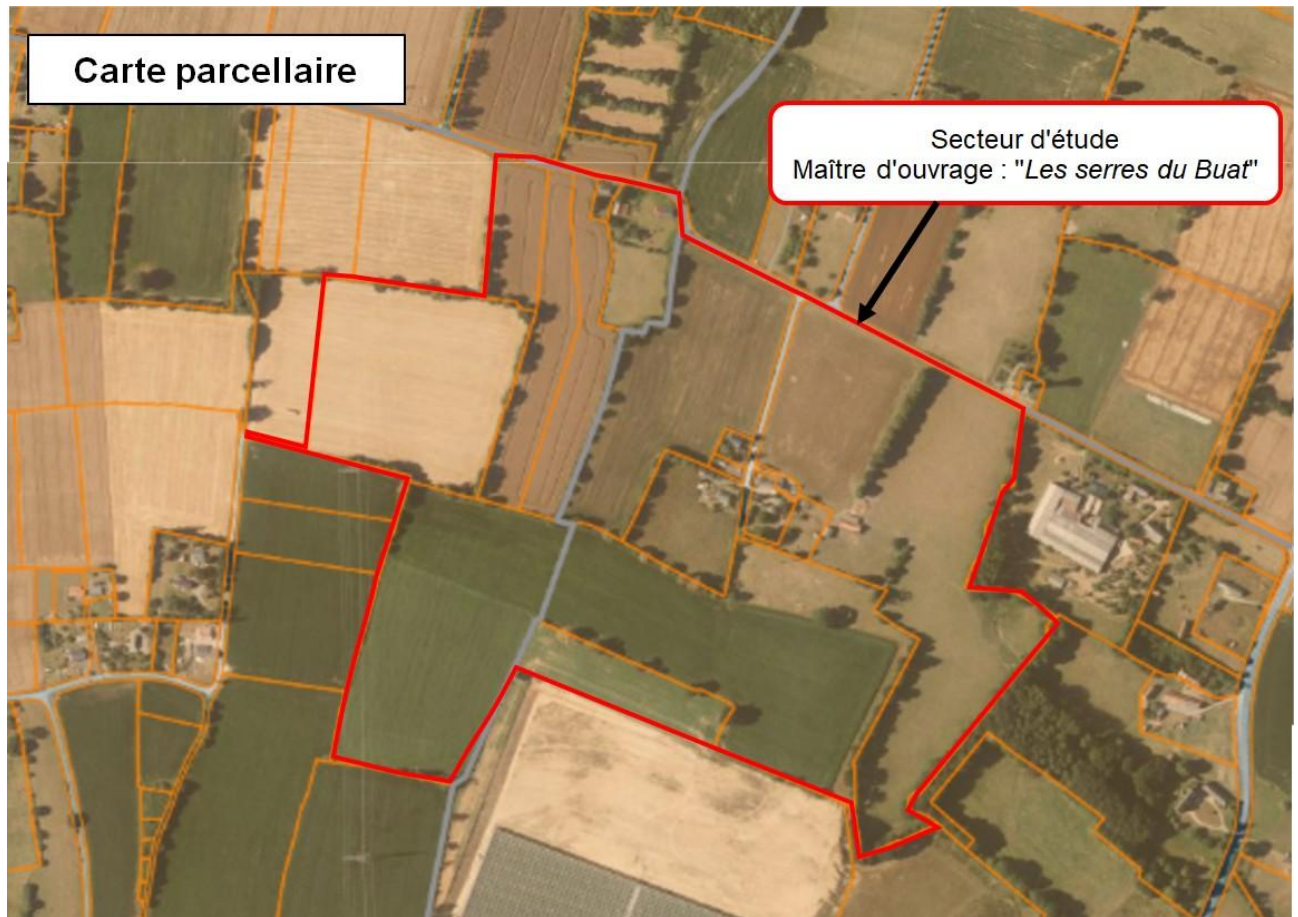 Carte parcellaire
Secteur d'étude
Maître d'ouvrage : "Les serres du Buat"